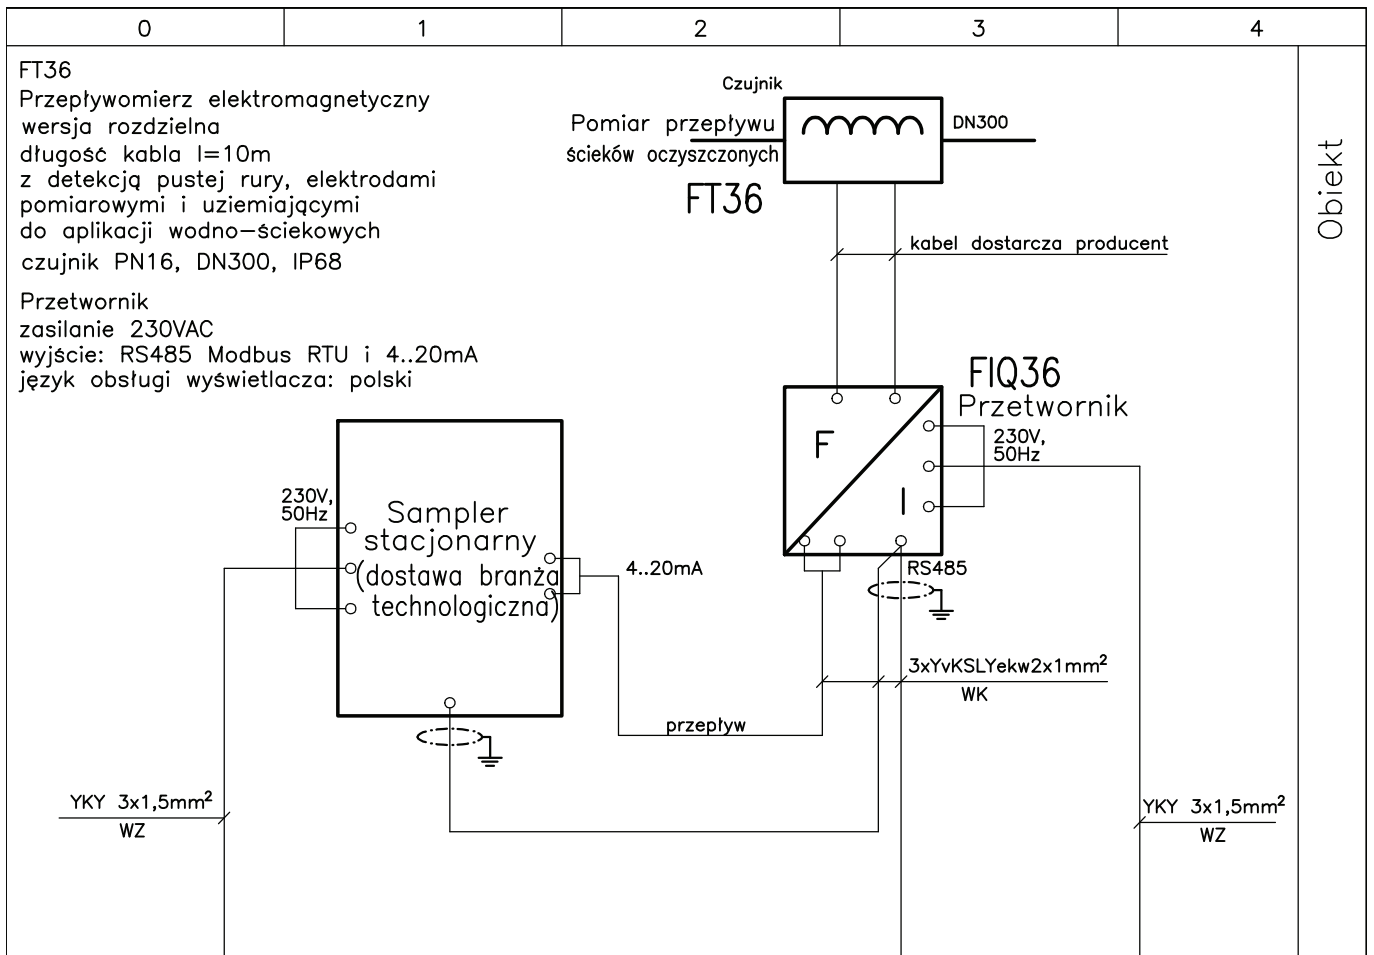 0 1 2 3 4
FT36
Przepływomierz elektromagnetyczny
wersja rozdzielna
długość kabla l=10m
z detekcją pustej rury, elektrodami
pomiarowymi i uziemiającymi
do aplikacji wodno-ściekowych
czujnik PN16, DN300, IP68
Przetwornik
zasilanie 230VAC
wyjście: RS485 Modbus RTU i 4..20mA
język obsługi wyświetlacza: polski
Czujnik
Pomiar przepływu
ścieków oczyszczonych
DN300
FT36
kabel dostarcza producent
Obiekt
FIQ36
Przetwornik
230V,
50Hz
F
I
RS485
230V,
50Hz
Sampler
stacjonarny
(dostawa branża
technologiczna)
4..20mA
3xYvKSLYekw2x1mm²
WK
przepływ
YKY 3x1,5mm²
WZ
YKY 3x1,5mm²
WZ